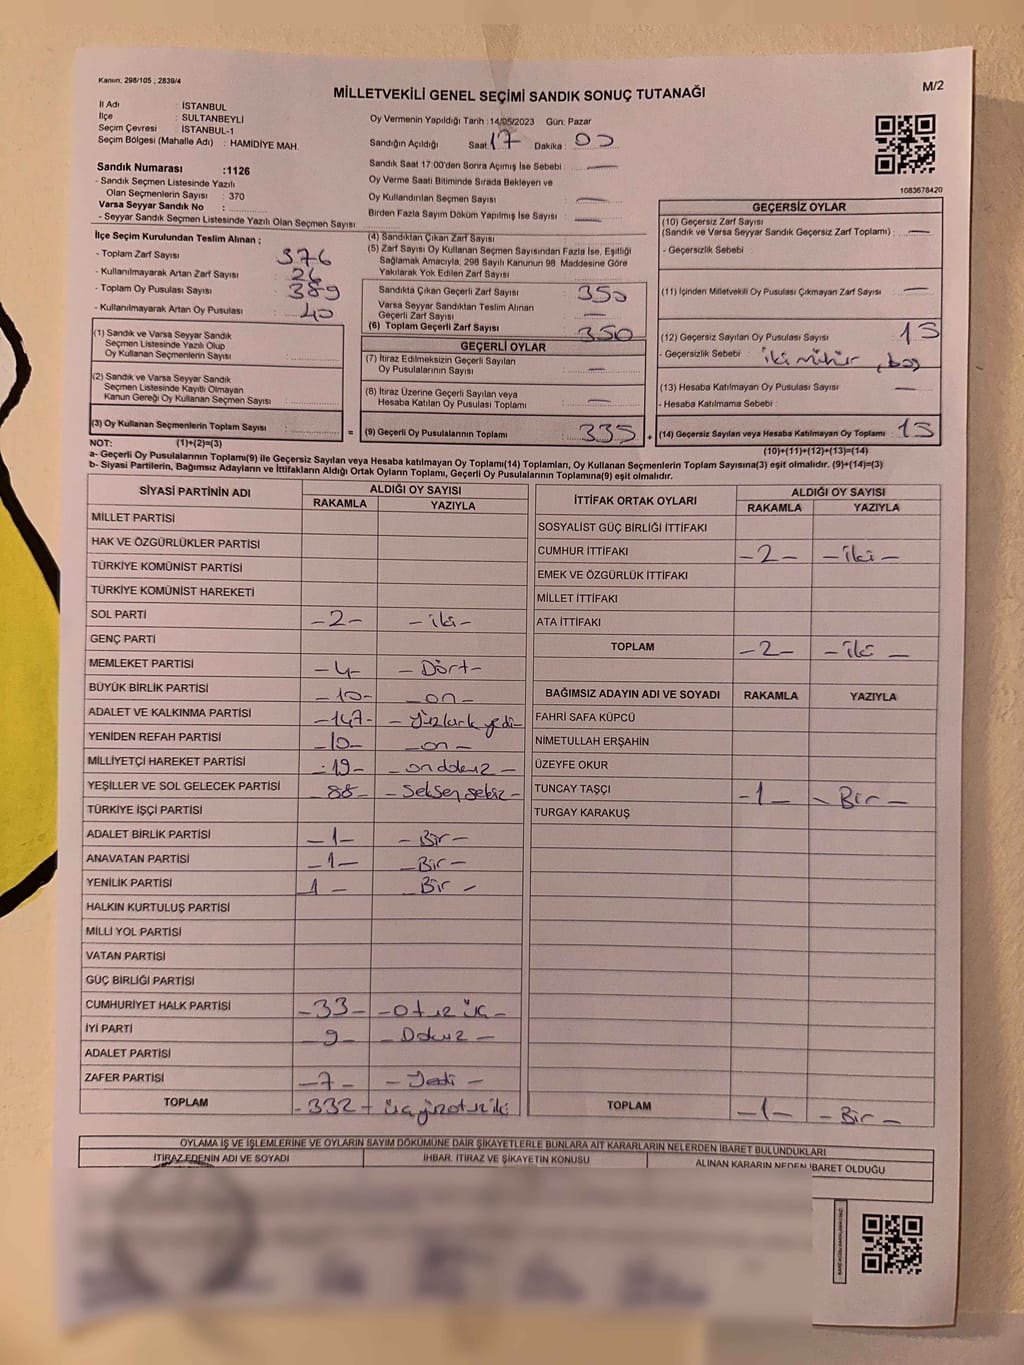 Kanun, 298/105 , 2839/4
M/2
MİLLETVEKİLİ GENEL SEÇİMİ SANDIK SONUÇ TUTANAĞI
İl Adı : İSTANBUL
İlçe : SULTANBEYLİ
Seçim Çevresi : İSTANBUL-1
Seçim Bölgesi (Mahalle Adı) : HAMİDİYE MAH.
Sandık Numarası :1126
- Sandık Seçmen Listesinde Yazılı
Olan Seçmenlerin Sayısı : 370
Varsa Seyyar Sandık No :
- Seyyar Sandık Seçmen Listesinde Yazılı Olan Seçmen Sayısı:
Oy Vermenin Yapıldığı Tarih :14/05/2023 Gün: Pazar
Sandığın Açıldığı Saat: 17 Dakika : 00
Sandık Saat 17:00'den Sonra Açımış İse Sebebi : —
Oy Verme Saati Bitiminde Sırada Bekleyen ve
Oy Kullandırılan Seçmen Sayısı : —
Birden Fazla Sayım Döküm Yapılmış İse Sayısı : —
1083678420
İlçe Seçim Kurulundan Teslim Alınan ;
- Toplam Zarf Sayısı : 376
- Kullanılmayarak Artan Zarf Sayısı : 26
- Toplam Oy Pusulası Sayısı : 389
- Kullanılmayarak Artan Oy Pusulası : 40
(1) Sandık ve Varsa Seyyar Sandık
Seçmen Listesinde Yazılı Olup
Oy Kullanan Seçmenlerin Sayısı :
(2) Sandık ve Varsa Seyyar Sandık
Seçmen Listesinde Kayıtlı Olmayan
Kanun Gereği Oy Kullanan Seçmen Sayısı :
(3) Oy Kullanan Seçmenlerin Toplam Sayısı :
(4) Sandıktan Çıkan Zarf Sayısı :
(5) Zarf Sayısı Oy Kullanan Seçmen Sayısından Fazla İse, Eşitliği
Sağlamak Amacıyla, 298 Sayılı Kanunun 98. Maddesine Göre
Yakılarak Yok Edilen Zarf Sayısı :
Sandıkta Çıkan Geçerli Zarf Sayısı : 350
Varsa Seyyar Sandıktan Teslim Alınan
Geçerli Zarf Sayısı : —
(6) Toplam Geçerli Zarf Sayısı : 350
GEÇERLİ OYLAR
(7) İtiraz Edilmeksizin Geçerli Sayılan
Oy Pusulalarının Sayısı : —
(8) İtiraz Üzerine Geçerli Sayılan veya
Hesaba Katılan Oy Pusulası Toplamı : —
= (9) Geçerli Oy Pusulalarının Toplamı : 335 +
GEÇERSİZ OYLAR
(10) Geçersiz Zarf Sayısı
(Sandık ve Varsa Seyyar Sandık Geçersiz Zarf Toplamı) : —
- Geçersizlik Sebebi :
(11) İçinden Milletvekili Oy Pusulası Çıkmayan Zarf Sayısı : —
(12) Geçersiz Sayılan Oy Pusulası Sayısı : 15
- Geçersizlik Sebebi : iki mühür , boş
(13) Hesaba Katılmayan Oy Pusulası Sayısı : —
- Hesaba Katılmama Sebebi :
(14) Geçersiz Sayılan veya Hesaba Katılmayan Oy Toplamı : 15
NOT: (1)+(2)=(3) (10)+(11)+(12)+(13)=(14)
a- Geçerli Oy Pusulalarının Toplamı(9) ile Geçersiz Sayılan veya Hesaba katılmayan Oy Toplamı(14) Toplamları, Oy Kullanan Seçmenlerin Toplam Sayısına(3) eşit olmalıdır. (9)+(14)=(3)
b- Siyasi Partilerin, Bağımsız Adayların ve İttifakların Aldığı Ortak Oyların Toplamı, Geçerli Oy Pusulalarının Toplamına(9) eşit olmalıdır.
SİYASİ PARTİNİN ADI ALDIĞI OY SAYISI
RAKAMLA YAZIYLA
MİLLET PARTİSİ
HAK VE ÖZGÜRLÜKLER PARTİSİ
TÜRKİYE KOMÜNİST PARTİSİ
TÜRKİYE KOMÜNİST HAREKETİ
SOL PARTİ -2- -iki-
GENÇ PARTİ
MEMLEKET PARTİSİ -4- -Dört-
BÜYÜK BİRLİK PARTİSİ -10- -on-
ADALET VE KALKINMA PARTİSİ -147- -yüzkırk yedi-
YENİDEN REFAH PARTİSİ -10- -on-
MİLLİYETÇİ HAREKET PARTİSİ -19- -on dokuz-
YEŞİLLER VE SOL GELECEK PARTİSİ -88- -Seksen sekiz-
TÜRKİYE İŞÇİ PARTİSİ
ADALET BİRLİK PARTİSİ -1- -Bir-
ANAVATAN PARTİSİ -1- -Bir-
YENİLİK PARTİSİ 1- -Bir-
HALKIN KURTULUŞ PARTİSİ
MİLLİ YOL PARTİSİ
VATAN PARTİSİ
GÜÇ BİRLİĞİ PARTİSİ
CUMHURİYET HALK PARTİSİ -33- -Otuz üç-
İYİ PARTİ -9- -Dokuz-
ADALET PARTİSİ
ZAFER PARTİSİ -7- -Yedi-
TOPLAM -332- üçyüzotuz iki
İTTİFAK ORTAK OYLARI ALDIĞI OY SAYISI
RAKAMLA YAZIYLA
SOSYALİST GÜÇ BİRLİĞİ İTTİFAKI
CUMHUR İTTİFAKI -2- -iki-
EMEK VE ÖZGÜRLÜK İTTİFAKI
MİLLET İTTİFAKI
ATA İTTİFAKI
TOPLAM -2- -iki-
BAĞIMSIZ ADAYIN ADI VE SOYADI RAKAMLA YAZIYLA
FAHRİ SAFA KÜPCÜ
NİMETULLAH ERŞAHİN
ÜZEYFE OKUR
TUNCAY TAŞÇI -1- -Bir-
TURGAY KARAKUŞ
TOPLAM -1- -Bir-
OYLAMA İŞ VE İŞLEMLERİNE VE OYLARIN SAYIM DÖKÜMÜNE DAİR ŞİKAYETLERLE BUNLARA AİT KARARLARIN NELERDEN İBARET BULUNDUKLARI
İTİRAZ EDENİN ADI VE SOYADI İHBAR, İTİRAZ VE ŞİKAYETİN KONUSU ALINAN KARARIN NEDEN İBARET OLDUĞU